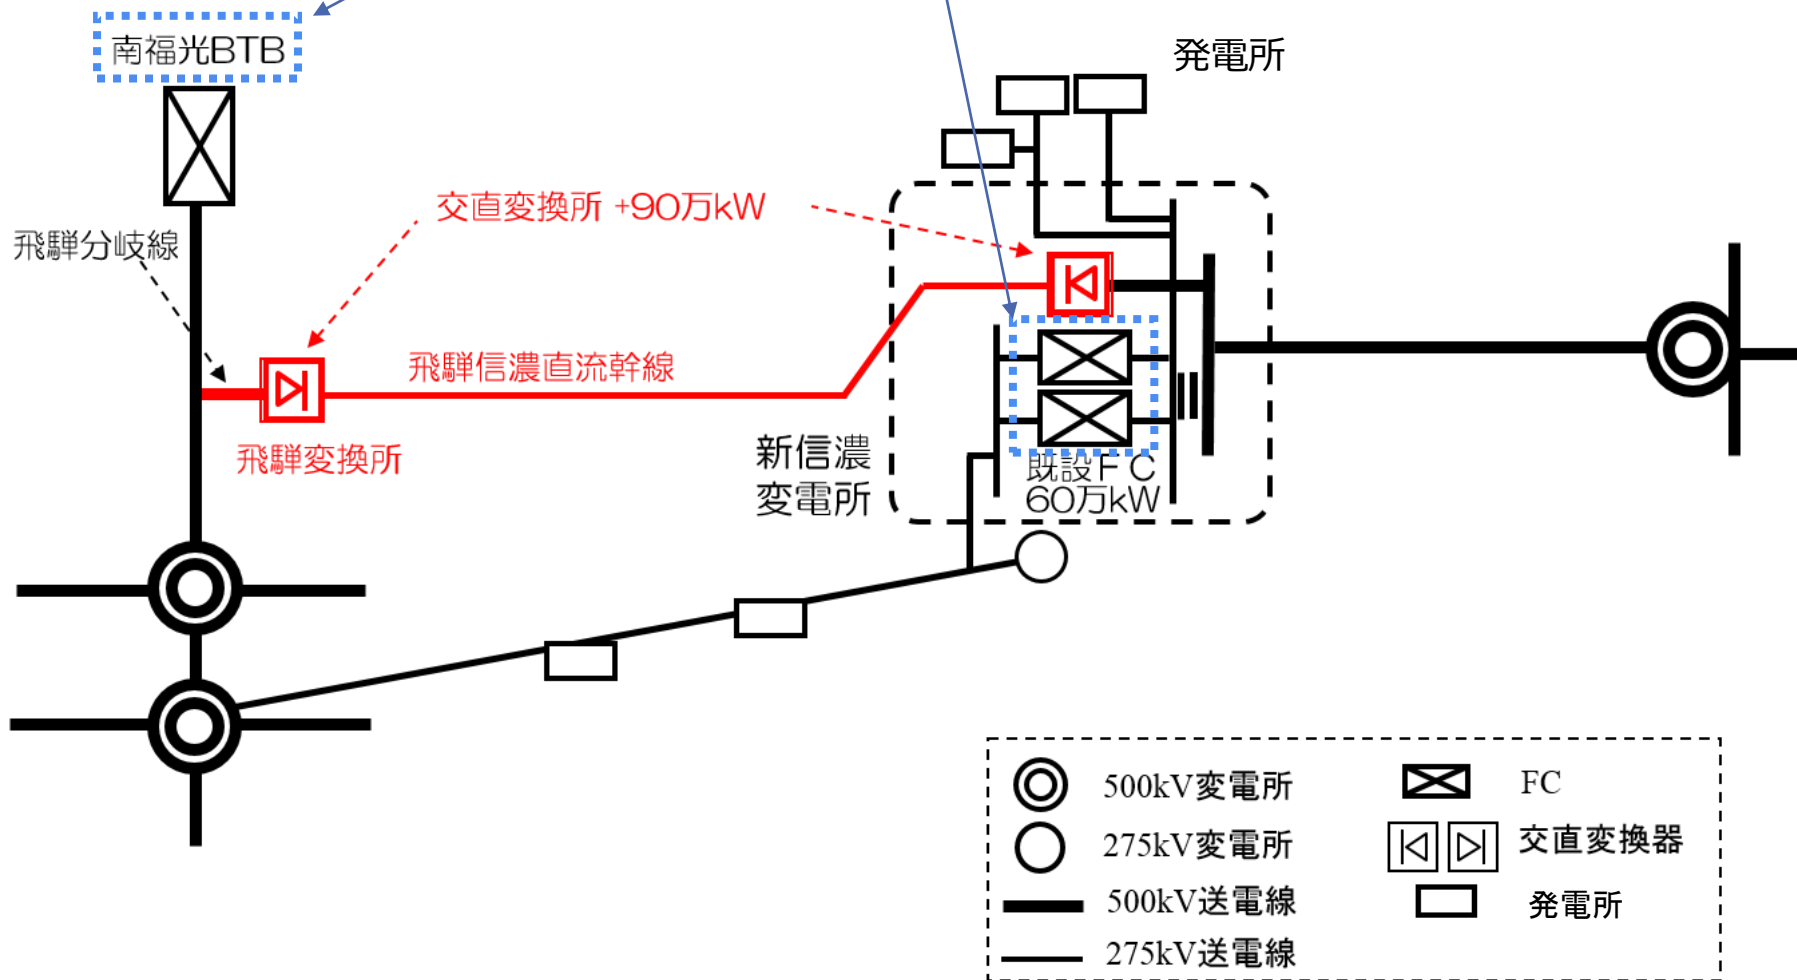 南福光BTB
発電所
交直変換所 +90万kW
飛騨分岐線
飛騨信濃直流幹線
飛騨変換所
新信濃
変電所
既設FC
60万kW
500kV変電所
FC
275kV変電所
交直変換器
500kV送電線
発電所
275kV送電線